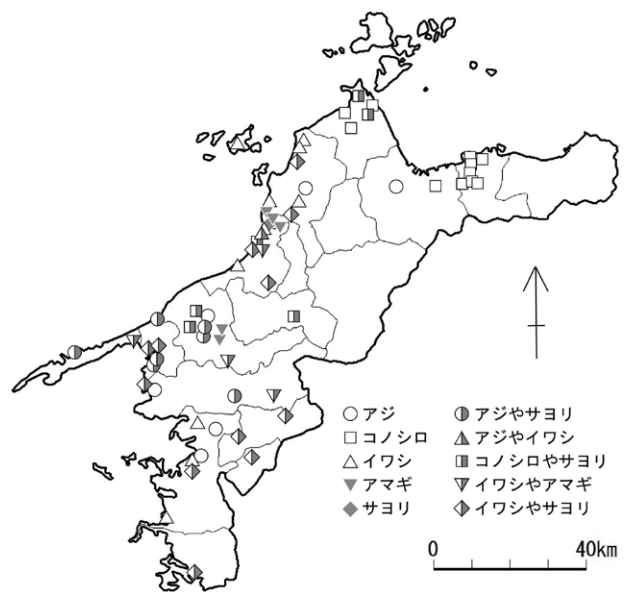 アジ
コノシロ
イワシ
アマギ
サヨリ
アジやサヨリ
アジやイワシ
コノシロやサヨリ
イワシやアマギ
イワシやサヨリ
0 40km